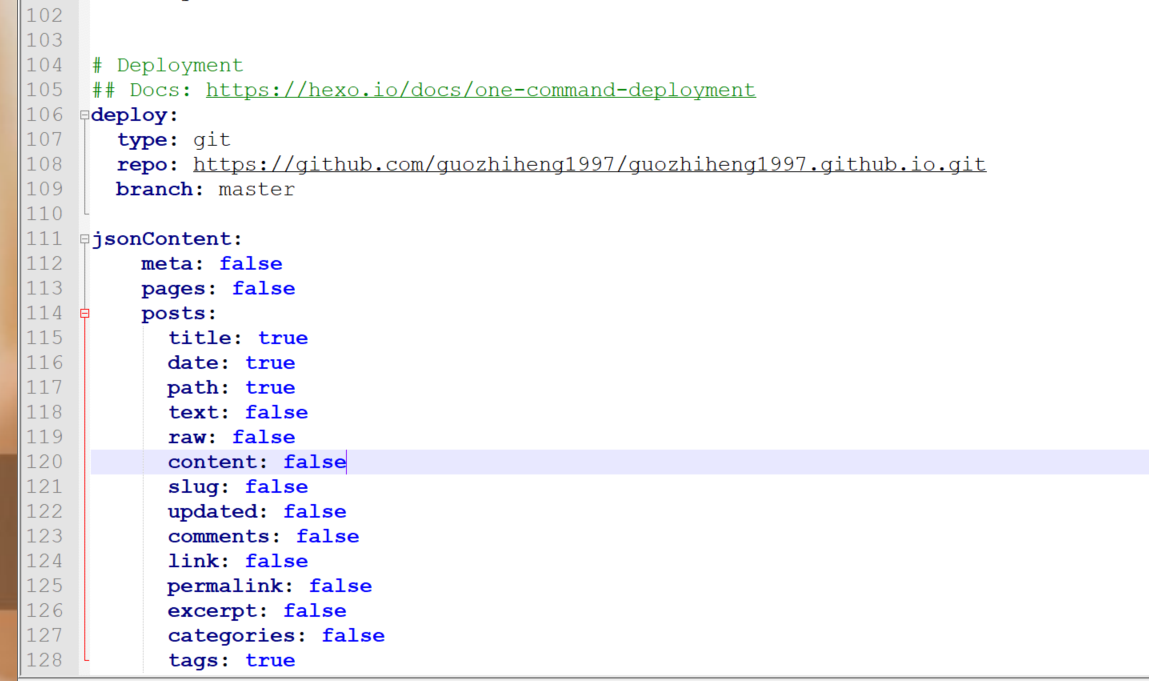 102
103
104 # Deployment
105 ## Docs: https://hexo.io/docs/one-command-deployment
106 deploy:
107   type: git
108   repo: https://github.com/guozhiheng1997/guozhiheng1997.github.io.git
109   branch: master
110
111 jsonContent:
112     meta: false
113     pages: false
114     posts:
115       title: true
116       date: true
117       path: true
118       text: false
119       raw: false
120       content: false
121       slug: false
122       updated: false
123       comments: false
124       link: false
125       permalink: false
126       excerpt: false
127       categories: false
128       tags: true